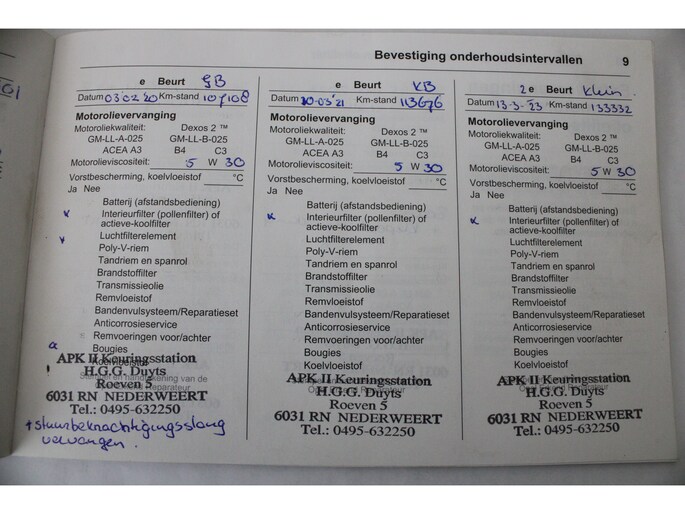 Bevestiging onderhoudsintervallen 9
e Beurt GB
Datum 03-02-'20 Km-stand 107108
Motorolievervanging
Motoroliekwaliteit: Dexos 2 ™
GM-LL-A-025 GM-LL-B-025
ACEA A3 B4 C3
Motorolieviscositeit: 5 W 30
Vorstbescherming, koelvloeistof °C
Ja Nee
Batterij (afstandsbediening)
x Interieurfilter (pollenfilter) of
actieve-koolfilter
x Luchtfilterelement
Poly-V-riem
Tandriem en spanrol
Brandstoffilter
Transmissieolie
Remvloeistof
Bandenvulsysteem/Reparatieset
Anticorrosieservice
Remvoeringen voor/achter
Bougies
Koelvloeistof
APK II Keuringsstation
H.G.G. Duyts
Roeven 5
6031 RN NEDERWEERT
Tel.: 0495-632250
+ stuurbekrachtigingsslang
vervangen.
e Beurt KB
Datum 10-03-'21 Km-stand 113676
Motorolievervanging
Motoroliekwaliteit: Dexos 2 ™
GM-LL-A-025 GM-LL-B-025
ACEA A3 B4 C3
Motorolieviscositeit: 5 W 30
Vorstbescherming, koelvloeistof °C
Ja Nee
Batterij (afstandsbediening)
x Interieurfilter (pollenfilter) of
actieve-koolfilter
Luchtfilterelement
Poly-V-riem
Tandriem en spanrol
Brandstoffilter
Transmissieolie
Remvloeistof
Bandenvulsysteem/Reparatieset
Anticorrosieservice
Remvoeringen voor/achter
Bougies
Koelvloeistof
APK II Keuringsstation
H.G.G. Duyts
Roeven 5
6031 RN NEDERWEERT
Tel.: 0495-632250
2 e Beurt Klein
Datum 13-3-'23 Km-stand 133332
Motorolievervanging
Motoroliekwaliteit: Dexos 2 ™
GM-LL-A-025 GM-LL-B-025
ACEA A3 B4 C3
Motorolieviscositeit: 5 W 30
Vorstbescherming, koelvloeistof °C
Ja Nee
Batterij (afstandsbediening)
x Interieurfilter (pollenfilter) of
actieve-koolfilter
Luchtfilterelement
Poly-V-riem
Tandriem en spanrol
Brandstoffilter
Transmissieolie
Remvloeistof
Bandenvulsysteem/Reparatieset
Anticorrosieservice
Remvoeringen voor/achter
Bougies
Koelvloeistof
APK II Keuringsstation
H.G.G. Duyts
Roeven 5
6031 RN NEDERWEERT
Tel.: 0495-632250